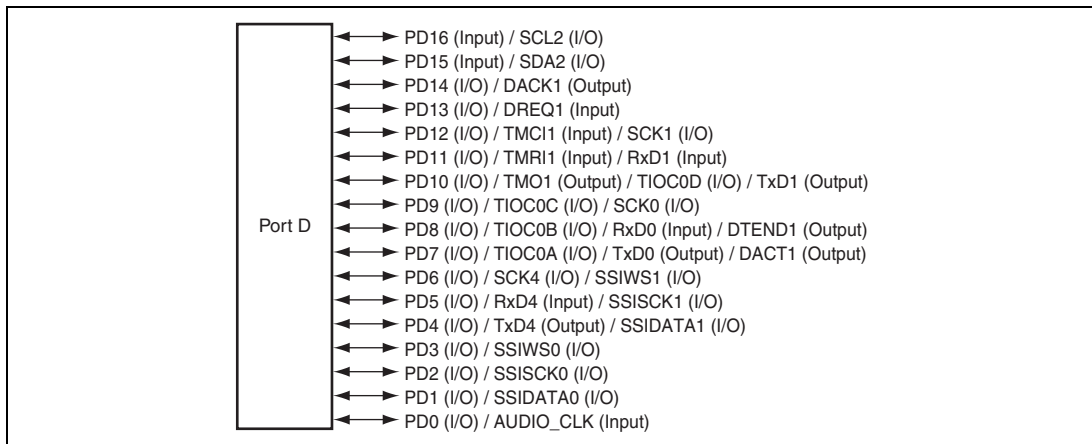 Port D
PD16 (Input) / SCL2 (I/O)
PD15 (Input) / SDA2 (I/O)
PD14 (I/O) / DACK1 (Output)
PD13 (I/O) / DREQ1 (Input)
PD12 (I/O) / TMCI1 (Input) / SCK1 (I/O)
PD11 (I/O) / TMRI1 (Input) / RxD1 (Input)
PD10 (I/O) / TMO1 (Output) / TIOC0D (I/O) / TxD1 (Output)
PD9 (I/O) / TIOC0C (I/O) / SCK0 (I/O)
PD8 (I/O) / TIOC0B (I/O) / RxD0 (Input) / DTEND1 (Output)
PD7 (I/O) / TIOC0A (I/O) / TxD0 (Output) / DACT1 (Output)
PD6 (I/O) / SCK4 (I/O) / SSIWS1 (I/O)
PD5 (I/O) / RxD4 (Input) / SSISCK1 (I/O)
PD4 (I/O) / TxD4 (Output) / SSIDATA1 (I/O)
PD3 (I/O) / SSIWS0 (I/O)
PD2 (I/O) / SSISCK0 (I/O)
PD1 (I/O) / SSIDATA0 (I/O)
PD0 (I/O) / AUDIO_CLK (Input)